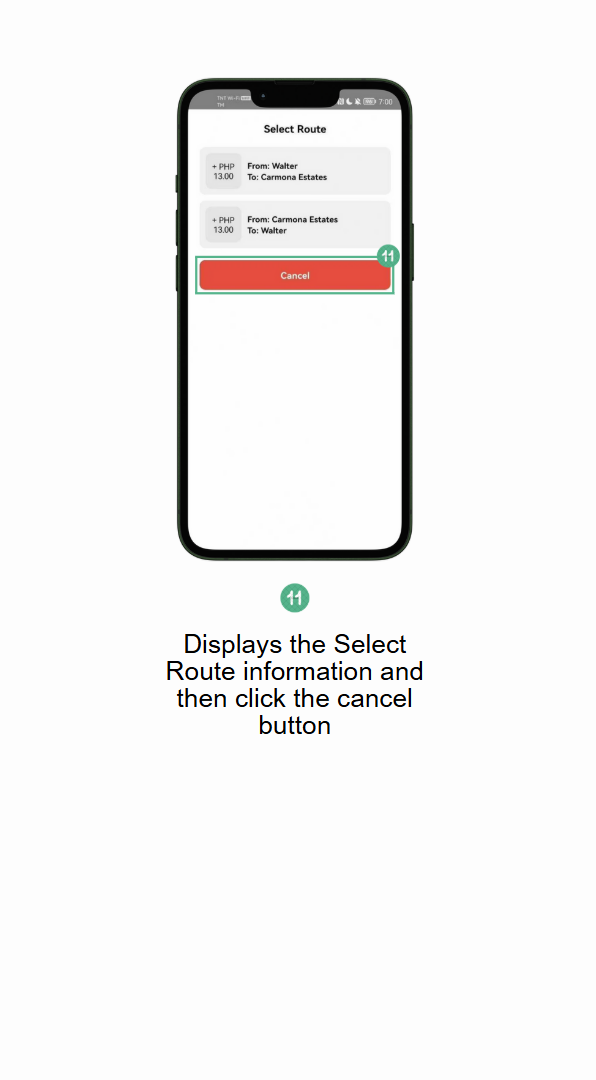 TNT Wi-Fi
TM
7:00
Select Route
+ PHP
13.00
From: Walter
To: Carmona Estates
+ PHP
13.00
From: Carmona Estates
To: Walter
11
Cancel
11
Displays the Select
Route information and
then click the cancel
button